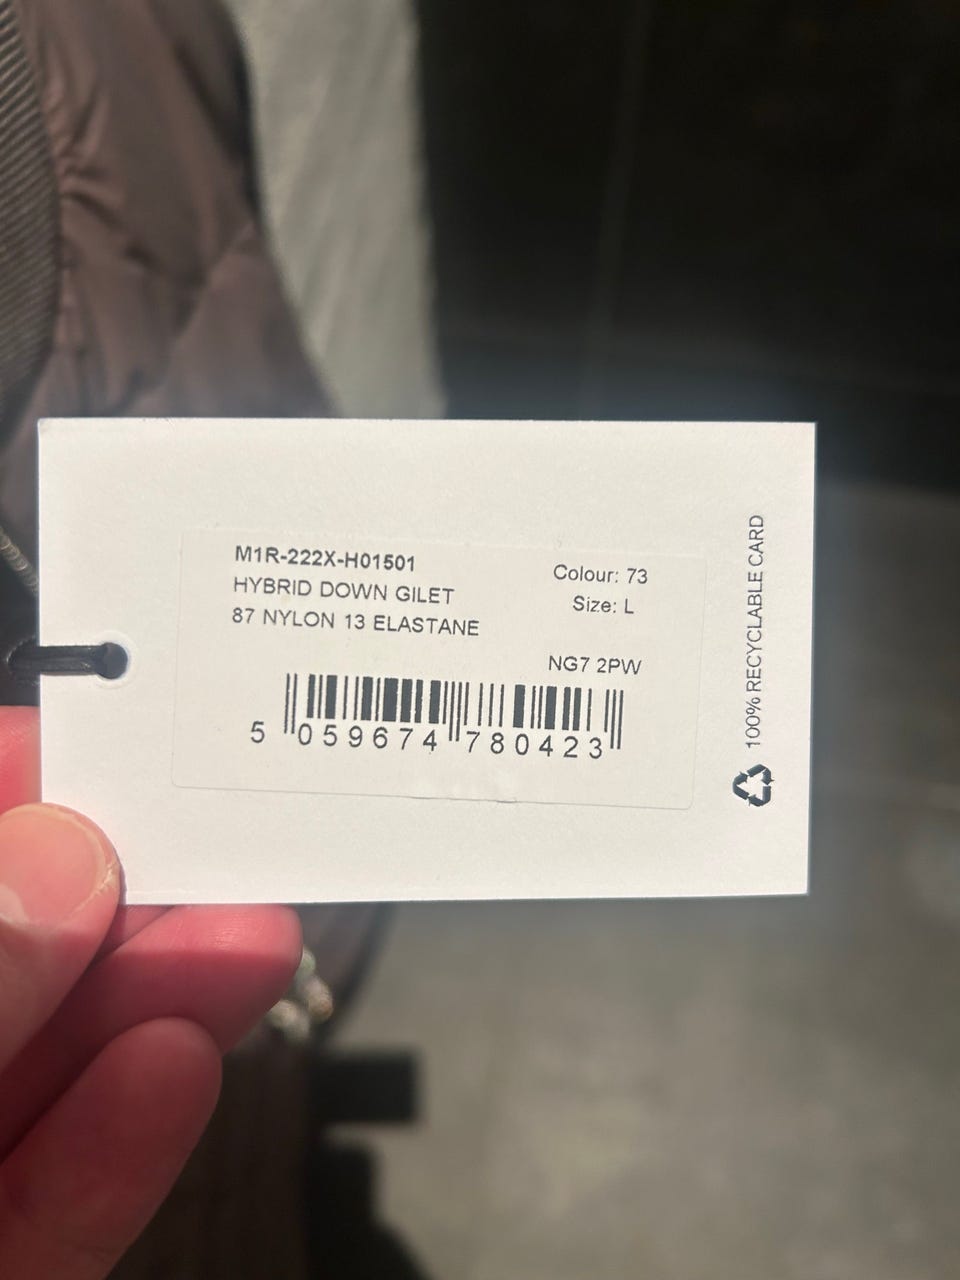 M1R-222X-H01501
HYBRID DOWN GILET
87 NYLON 13 ELASTANE
Colour: 73
Size: L
NG7 2PW
5 059674 780423
100% RECYCLABLE CARD